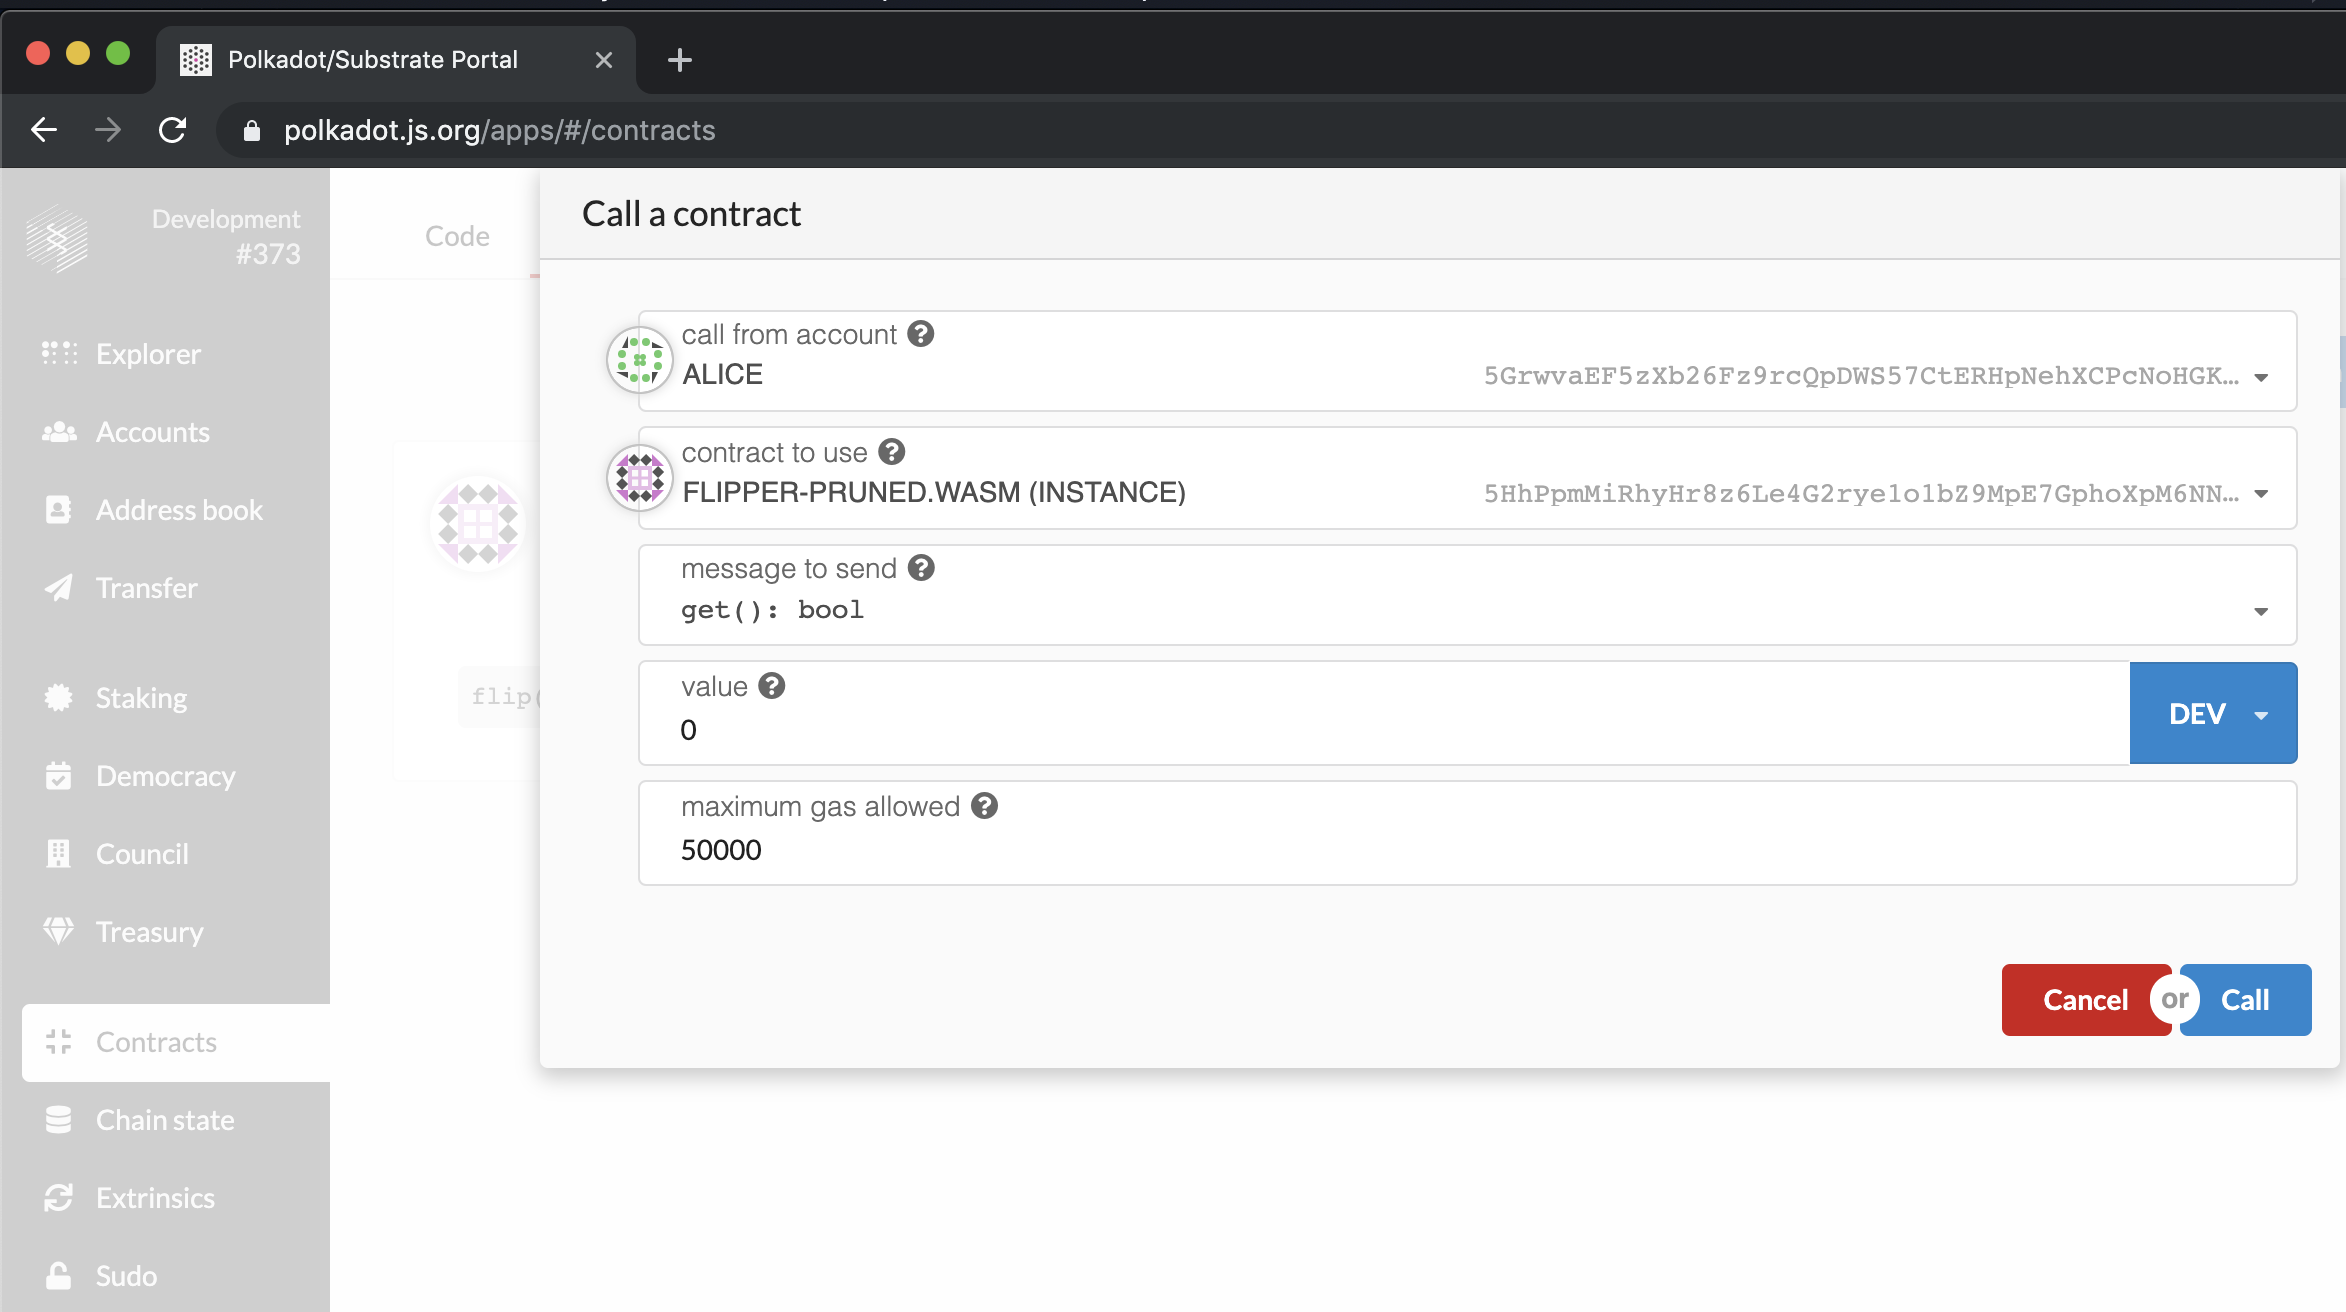 Polkadot/Substrate Portal
polkadot.js.org/apps/#/contracts
Development
#373
Explorer
Accounts
Address book
Transfer
Staking
Democracy
Council
Treasury
Contracts
Chain state
Extrinsics
Sudo
Code
flip(
Call a contract
call from account ?
ALICE 5GrwvaEF5zXb26Fz9rcQpDWS57CtERHpNehXCPcNoHGK…
contract to use ?
FLIPPER-PRUNED.WASM (INSTANCE) 5HhPpmMiRhyHr8z6Le4G2rye1o1bZ9MpE7GphoXpM6NN…
message to send ?
get(): bool
value ?
0 DEV
maximum gas allowed ?
50000
Cancel or Call